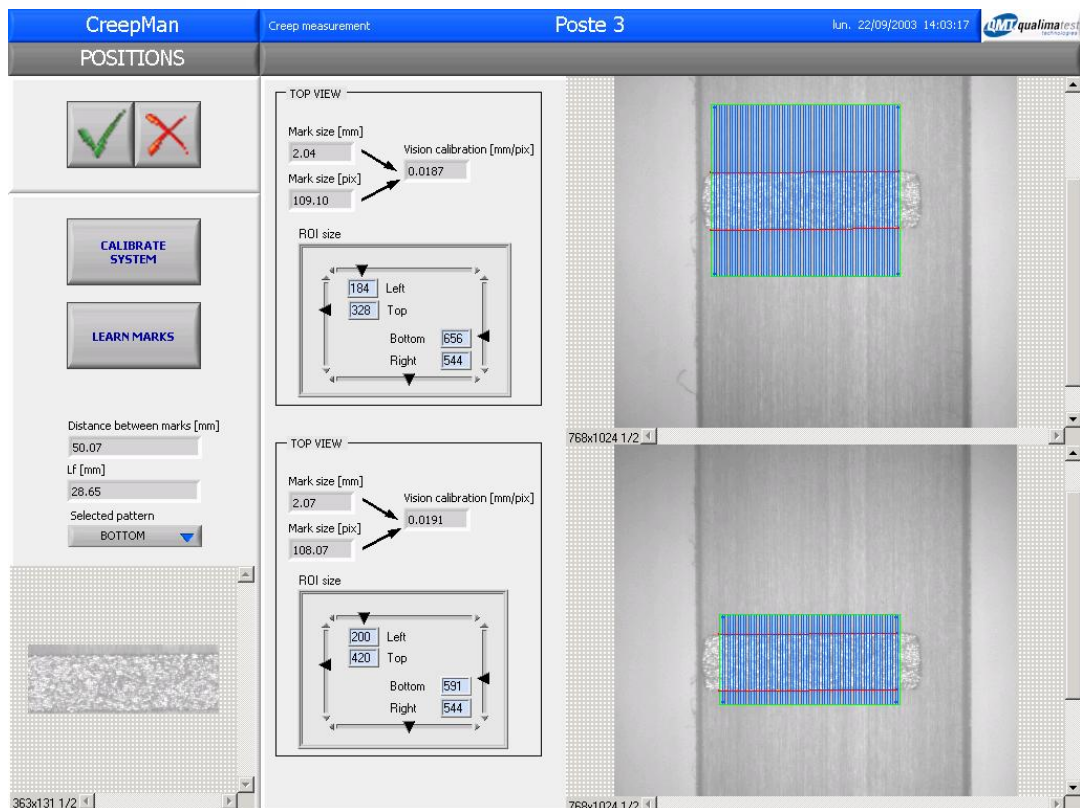 CreepMan
Creep measurement
Poste 3
lun. 22/09/2003 14:03:17
QMT qualimatest
technologies
POSITIONS
CALIBRATE
SYSTEM
LEARN MARKS
Distance between marks [mm]
50.07
Lf [mm]
28.65
Selected pattern
BOTTOM
363x131 1/2
TOP VIEW
Mark size [mm]
2.04
Vision calibration [mm/pix]
0.0187
Mark size [pix]
109.10
ROI size
184 Left
328 Top
Bottom 656
Right 544
TOP VIEW
Mark size [mm]
2.07
Vision calibration [mm/pix]
0.0191
Mark size [pix]
108.07
ROI size
200 Left
420 Top
Bottom 591
Right 544
768x1024 1/2
768x1024 1/2